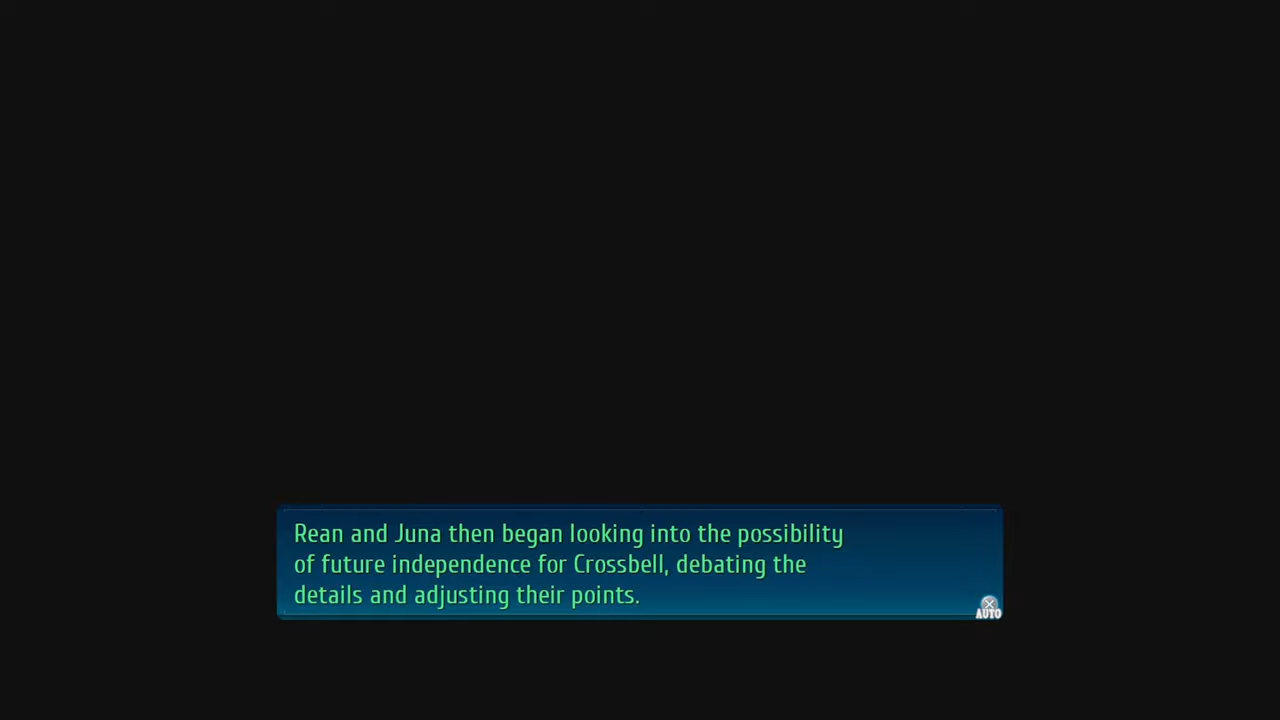 Rean and Juna then began looking into the possibility
of future independence for Crossbell, debating the
details and adjusting their points.
AUTO